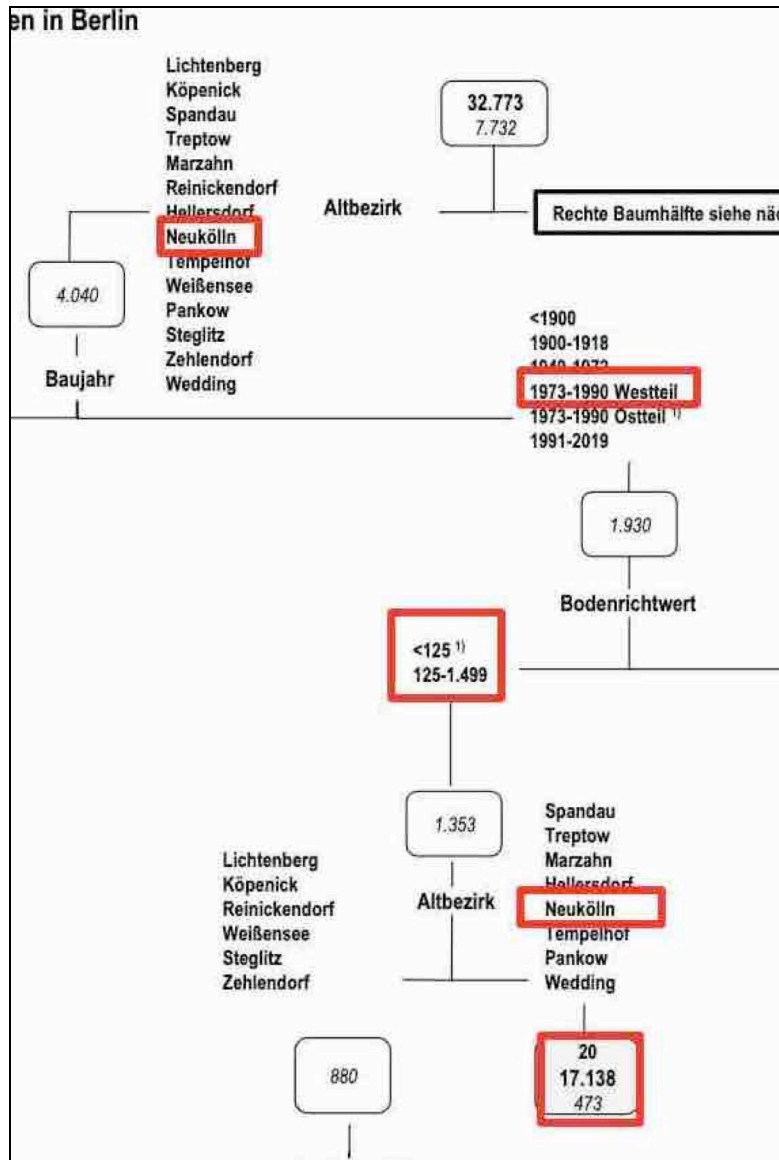 en in Berlin
Lichtenberg
Köpenick
Spandau
Treptow
Marzahn
Reinickendorf
Hellersdorf
Neukölln
Tempelhof
Weißensee
Pankow
Steglitz
Zehlendorf
Wedding
32.773
7.732
Altbezirk
Rechte Baumhälfte siehe näc
4.040
Baujahr
<1900
1900-1918
1949-1972
1973-1990 Westteil
1973-1990 Ostteil 1)
1991-2019
1.930
Bodenrichtwert
<125 1)
125-1.499
1.353
Altbezirk
Lichtenberg
Köpenick
Reinickendorf
Weißensee
Steglitz
Zehlendorf
Spandau
Treptow
Marzahn
Hellersdorf
Neukölln
Tempelhof
Pankow
Wedding
880
20
17.138
473